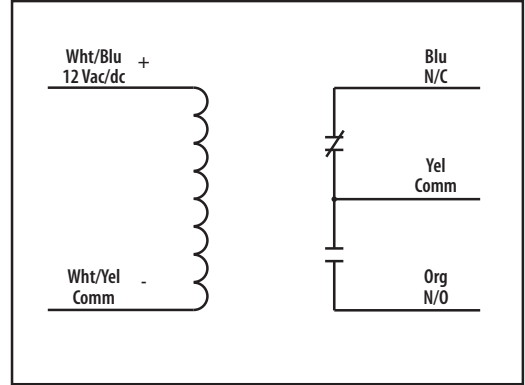 Wht/Blu +
12 Vac/dc
Wht/Yel -
Comm
Blu
N/C
Yel
Comm
Org
N/O